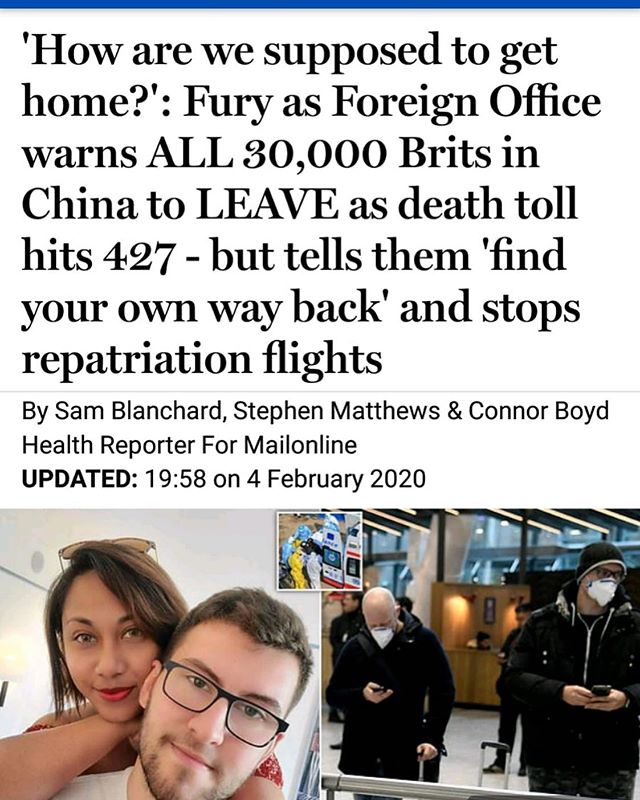 'How are we supposed to get
home?': Fury as Foreign Office
warns ALL 30,000 Brits in
China to LEAVE as death toll
hits 427 - but tells them 'find
your own way back' and stops
repatriation flights
By Sam Blanchard, Stephen Matthews & Connor Boyd
Health Reporter For Mailonline
UPDATED: 19:58 on 4 February 2020